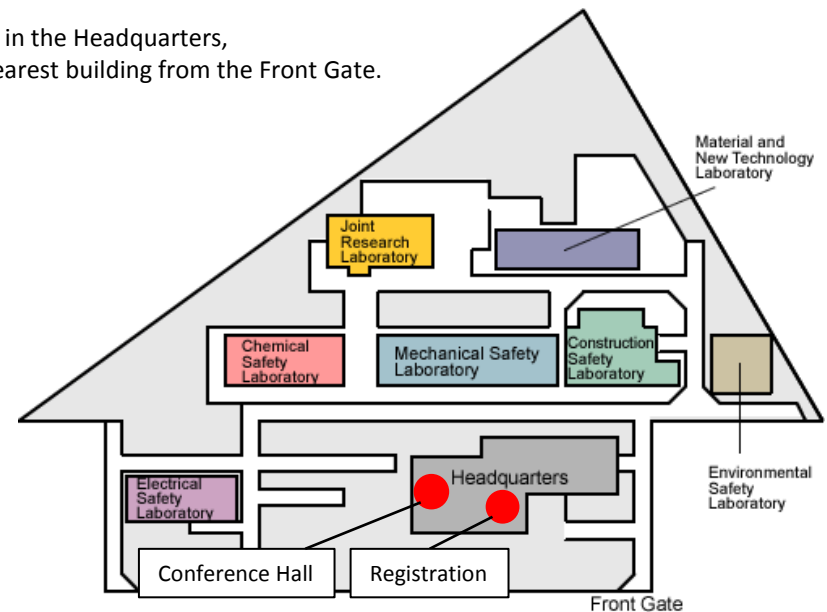 in the Headquarters,
earest building from the Front Gate.
Material and
New Technology
Laboratory
Joint
Research
Laboratory
Chemical
Safety
Laboratory
Mechanical Safety
Laboratory
Construction
Safety
Laboratory
Electrical
Safety
Laboratory
Headquarters
Environmental
Safety
Laboratory
Conference Hall
Registration
Front Gate